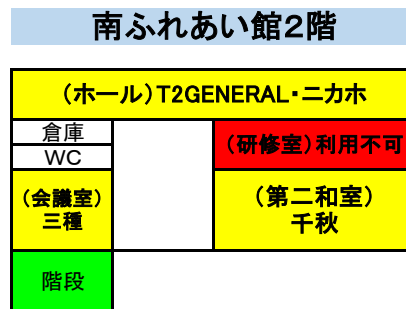 南ふれあい館２階
（ホール）T2GENERAL・ニカホ
倉庫
WC
（研修室）利用不可
（会議室）
三種
（第二和室）
千秋
階段